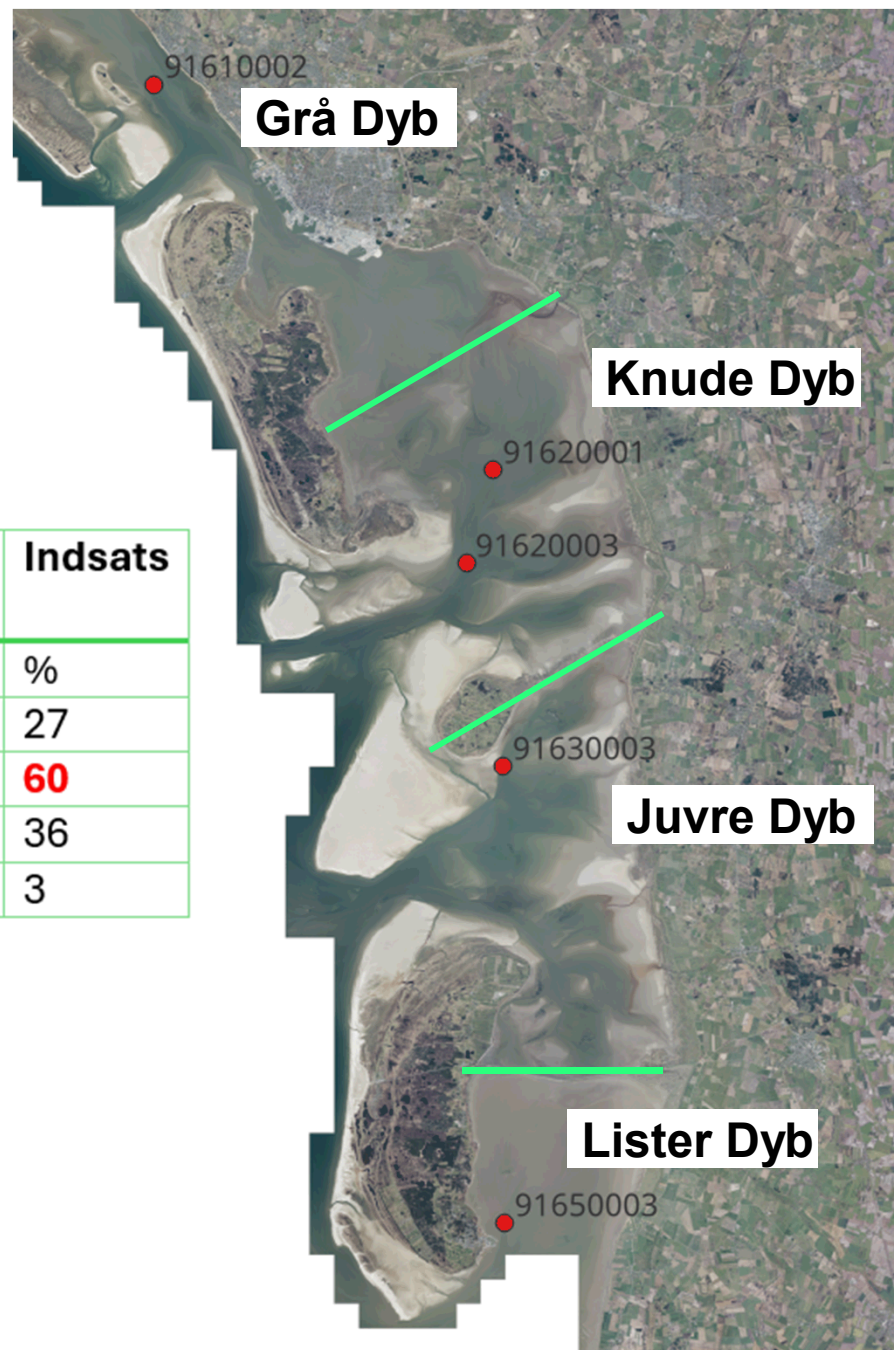 91610002
Grå Dyb
Knude Dyb
91620001
91620003
Indsats
%
27
60
36
3
91630003
Juvre Dyb
Lister Dyb
91650003